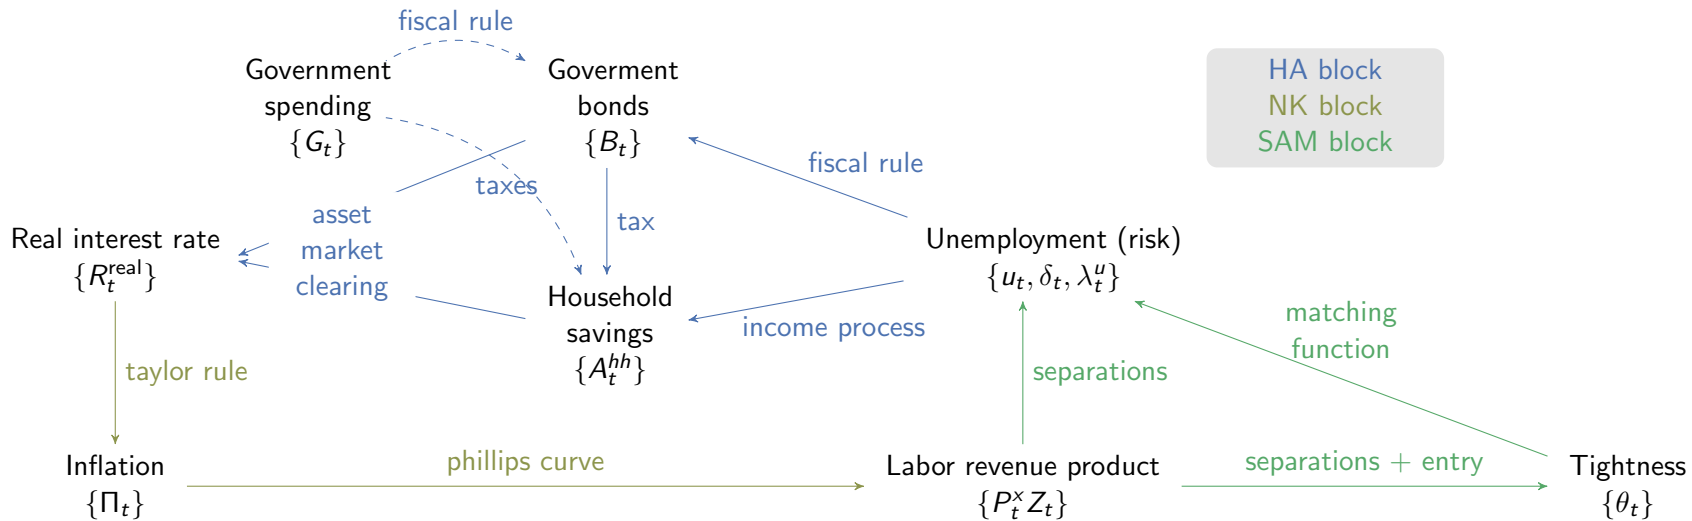 fiscal rule
Government
spending
{G_t}
Goverment
bonds
{B_t}
HA block
NK block
SAM block
fiscal rule
taxes
tax
asset
market
clearing
Real interest rate
{R_t^real}
Unemployment (risk)
{u_t, δ_t, λ_t^u}
Household
savings
{A_t^hh}
income process
matching
function
taylor rule
separations
Inflation
{Π_t}
phillips curve
Labor revenue product
{P_t^x Z_t}
separations + entry
Tightness
{θ_t}